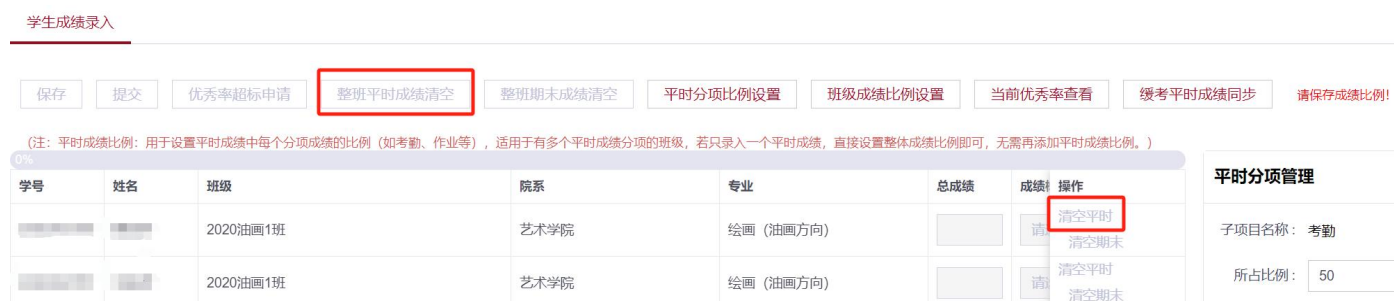 学生成绩录入
保存 提交 优秀率超标申请 整班平时成绩清空 整班期末成绩清空 平时分项比例设置 班级成绩比例设置 当前优秀率查看 缓考平时成绩同步 请保存成绩比例！
（注：平时成绩比例：用于设置平时成绩中每个分项成绩的比例（如考勤、作业等），适用于有多个平时成绩分项的班级，若只录入一个平时成绩，直接设置整体成绩比例即可，无需再添加平时成绩比例。）
0%
学号 姓名 班级 院系 专业 总成绩 成绩 操作
2020油画1班 艺术学院 绘画（油画方向） 请 清空平时
清空期末
2020油画1班 艺术学院 绘画（油画方向） 请 清空平时
清空期末
平时分项管理
子项目名称： 考勤
所占比例： 50